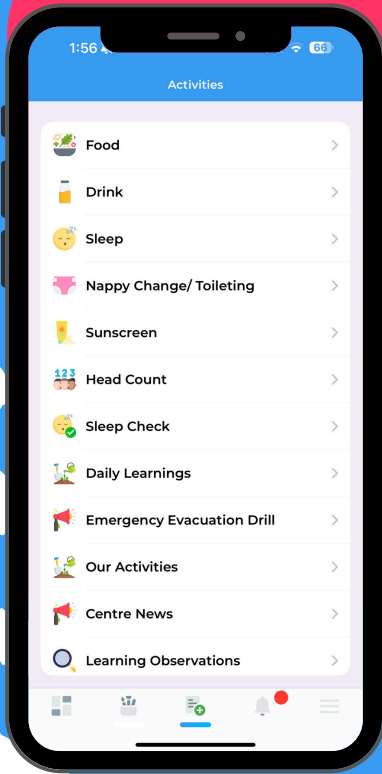 1:56
66
Activities
Food
Drink
Sleep
Nappy Change/ Toileting
Sunscreen
123
Head Count
Sleep Check
Daily Learnings
Emergency Evacuation Drill
Our Activities
Centre News
Learning Observations